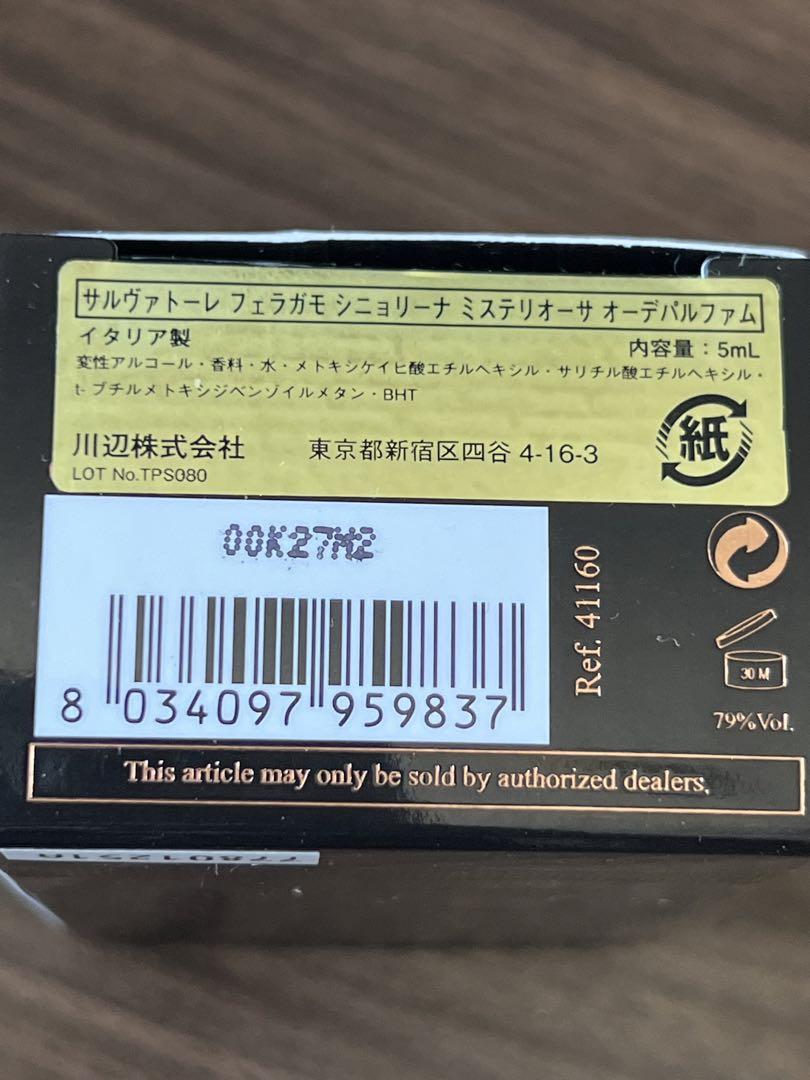 サルヴァトーレ フェラガモ シニョリーナ ミステリオーサ オーデパルファム
イタリア製
内容量：5mL
変性アルコール・香料・水・メトキシケイヒ酸エチルヘキシル・サリチル酸エチルヘキシル・
t- ブチルメトキシジベンゾイルメタン・BHT
川辺株式会社 東京都新宿区四谷 4-16-3
LOT No.TPS080
紙
00K27M2
8 034097 959837
Ref. 41160
30 M
79%Vol.
This article may only be sold by authorized dealers.